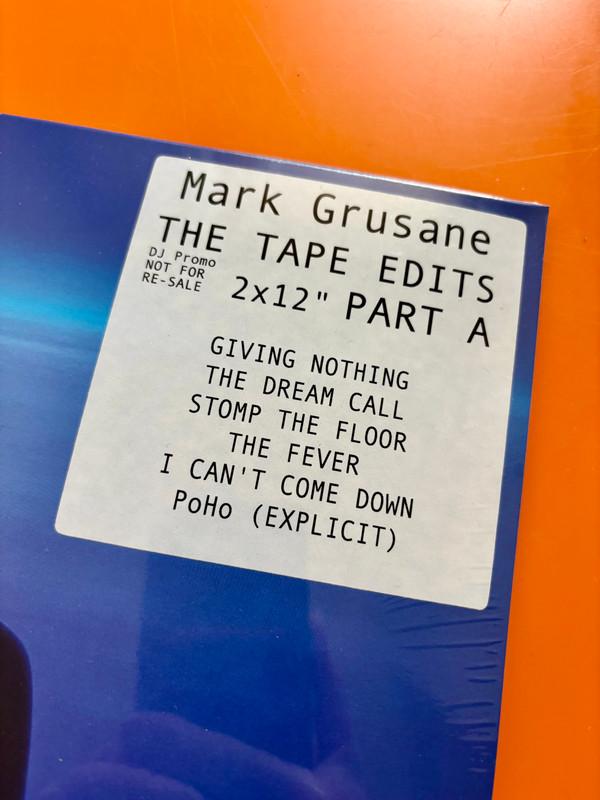 Mark Grusane
THE TAPE EDITS
DJ Promo
NOT FOR
RE-SALE
2x12" PART A
GIVING NOTHING
THE DREAM CALL
STOMP THE FLOOR
THE FEVER
I CAN'T COME DOWN
PoHo (EXPLICIT)